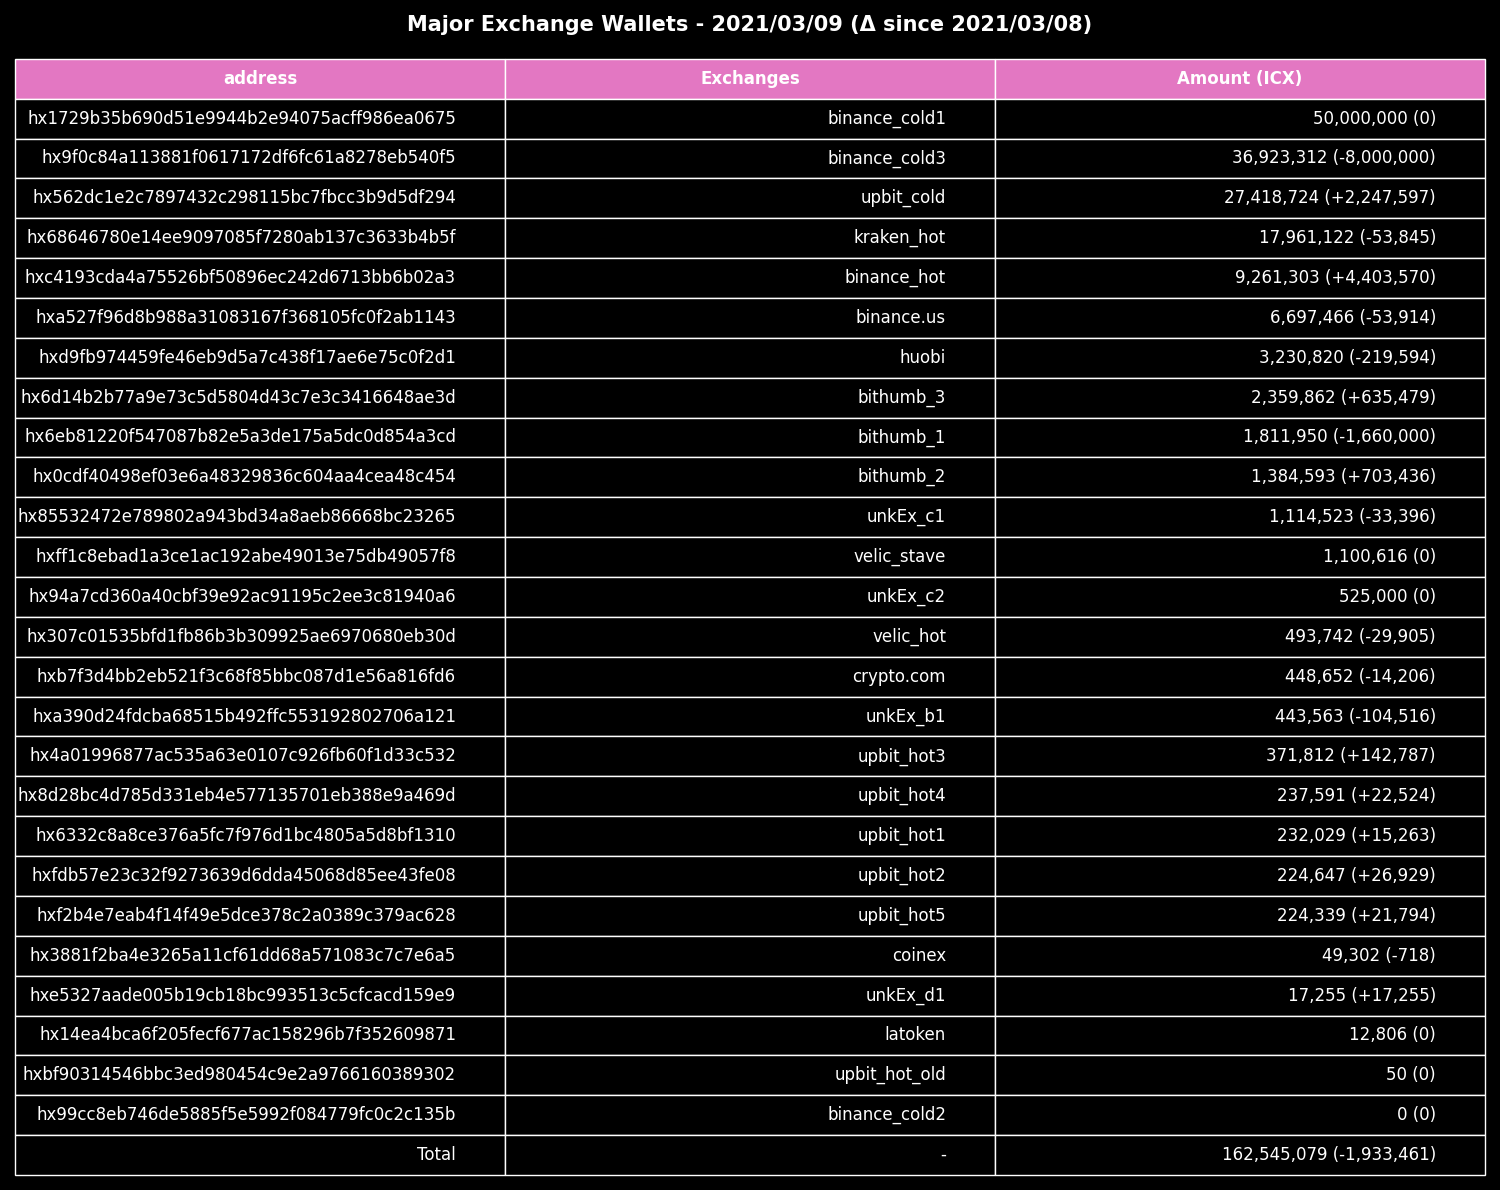 Major Exchange Wallets - 2021/03/09 (Δ since 2021/03/08)
address Exchanges Amount (ICX)
hx1729b35b690d51e9944b2e94075acff986ea0675 binance_cold1 50,000,000 (0)
hx9f0c84a113881f0617172df6fc61a8278eb540f5 binance_cold3 36,923,312 (-8,000,000)
hx562dc1e2c7897432c298115bc7fbcc3b9d5df294 upbit_cold 27,418,724 (+2,247,597)
hx68646780e14ee9097085f7280ab137c3633b4b5f kraken_hot 17,961,122 (-53,845)
hxc4193cda4a75526bf50896ec242d6713bb6b02a3 binance_hot 9,261,303 (+4,403,570)
hxa527f96d8b988a31083167f368105fc0f2ab1143 binance.us 6,697,466 (-53,914)
hxd9fb974459fe46eb9d5a7c438f17ae6e75c0f2d1 huobi 3,230,820 (-219,594)
hx6d14b2b77a9e73c5d5804d43c7e3c3416648ae3d bithumb_3 2,359,862 (+635,479)
hx6eb81220f547087b82e5a3de175a5dc0d854a3cd bithumb_1 1,811,950 (-1,660,000)
hx0cdf40498ef03e6a48329836c604aa4cea48c454 bithumb_2 1,384,593 (+703,436)
hx85532472e789802a943bd34a8aeb86668bc23265 unkEx_c1 1,114,523 (-33,396)
hxff1c8ebad1a3ce1ac192abe49013e75db49057f8 velic_stave 1,100,616 (0)
hx94a7cd360a40cbf39e92ac91195c2ee3c81940a6 unkEx_c2 525,000 (0)
hx307c01535bfd1fb86b3b309925ae6970680eb30d velic_hot 493,742 (-29,905)
hxb7f3d4bb2eb521f3c68f85bbc087d1e56a816fd6 crypto.com 448,652 (-14,206)
hxa390d24fdcba68515b492ffc553192802706a121 unkEx_b1 443,563 (-104,516)
hx4a01996877ac535a63e0107c926fb60f1d33c532 upbit_hot3 371,812 (+142,787)
hx8d28bc4d785d331eb4e577135701eb388e9a469d upbit_hot4 237,591 (+22,524)
hx6332c8a8ce376a5fc7f976d1bc4805a5d8bf1310 upbit_hot1 232,029 (+15,263)
hxfdb57e23c32f9273639d6dda45068d85ee43fe08 upbit_hot2 224,647 (+26,929)
hxf2b4e7eab4f14f49e5dce378c2a0389c379ac628 upbit_hot5 224,339 (+21,794)
hx3881f2ba4e3265a11cf61dd68a571083c7c7e6a5 coinex 49,302 (-718)
hxe5327aade005b19cb18bc993513c5cfcacd159e9 unkEx_d1 17,255 (+17,255)
hx14ea4bca6f205fecf677ac158296b7f352609871 latoken 12,806 (0)
hxbf90314546bbc3ed980454c9e2a9766160389302 upbit_hot_old 50 (0)
hx99cc8eb746de5885f5e5992f084779fc0c2c135b binance_cold2 0 (0)
Total - 162,545,079 (-1,933,461)